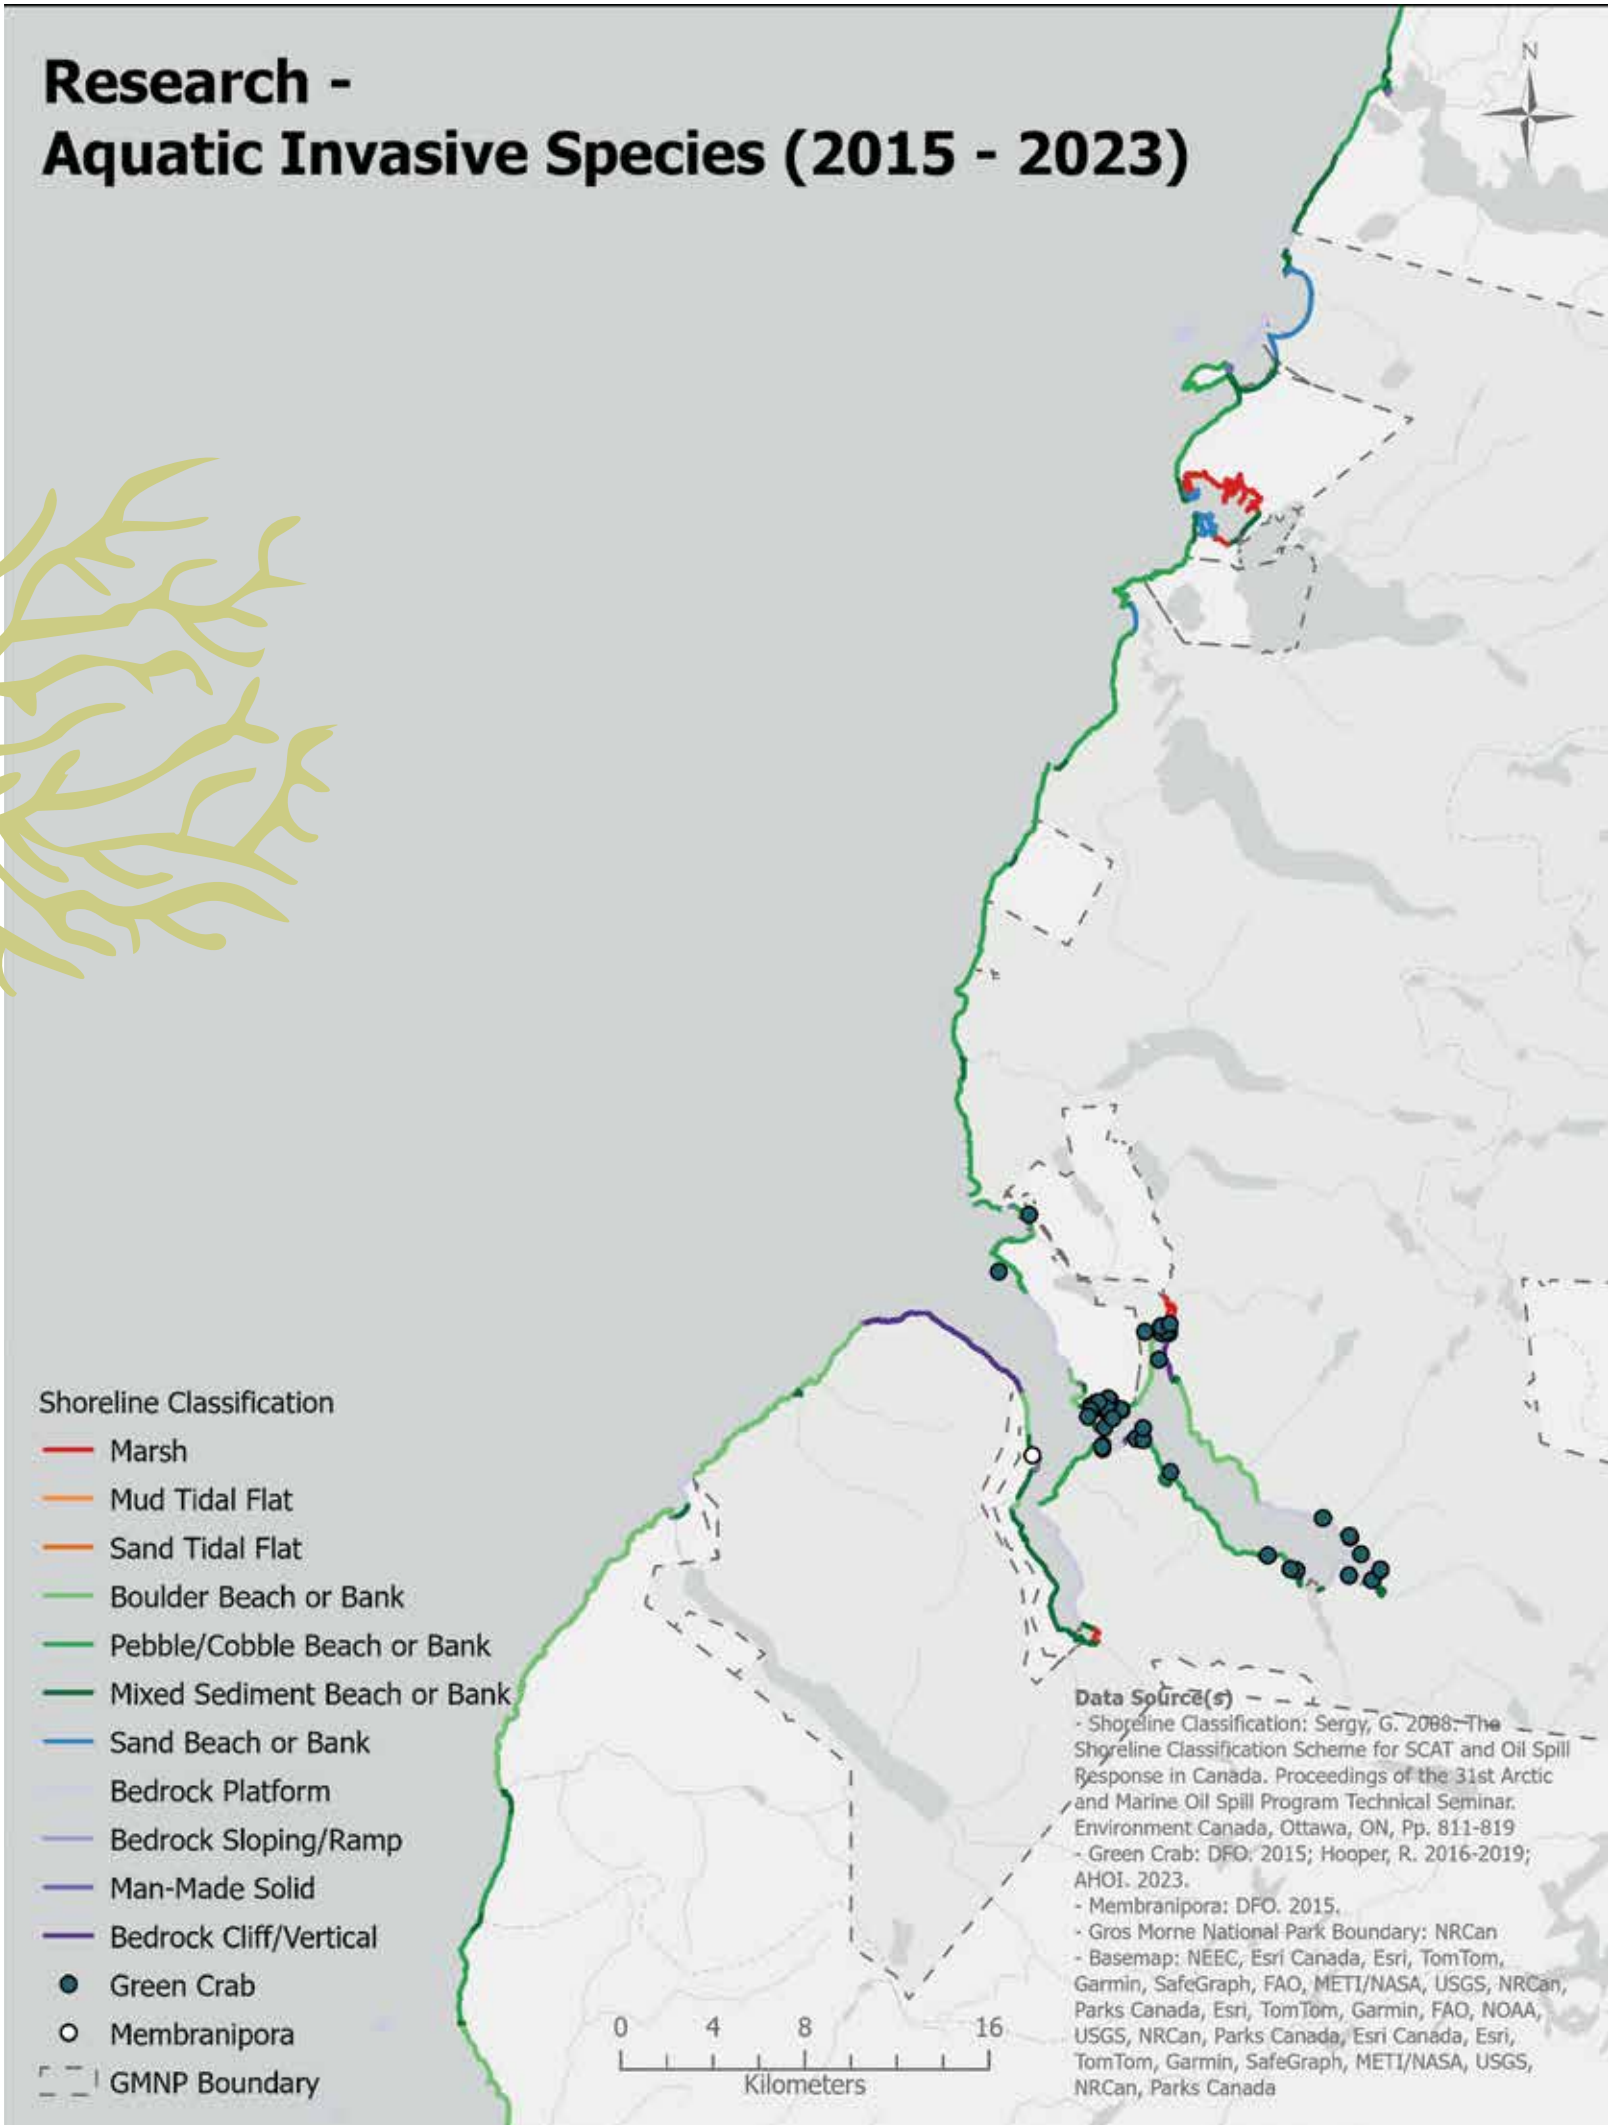 Research -
Aquatic Invasive Species (2015 - 2023)
N
Shoreline Classification
Marsh
Mud Tidal Flat
Sand Tidal Flat
Boulder Beach or Bank
Pebble/Cobble Beach or Bank
Mixed Sediment Beach or Bank
Sand Beach or Bank
Bedrock Platform
Bedrock Sloping/Ramp
Man-Made Solid
Bedrock Cliff/Vertical
Green Crab
Membranipora
GMNP Boundary
0 4 8 16
Kilometers
Data Source(s)
- Shoreline Classification: Sergy, G. 2008. The
Shoreline Classification Scheme for SCAT and Oil Spill
Response in Canada. Proceedings of the 31st Arctic
and Marine Oil Spill Program Technical Seminar.
Environment Canada, Ottawa, ON, Pp. 811-819
- Green Crab: DFO. 2015; Hooper, R. 2016-2019;
AHOI. 2023.
- Membranipora: DFO. 2015.
- Gros Morne National Park Boundary: NRCan
- Basemap: NEEC, Esri Canada, Esri, TomTom,
Garmin, SafeGraph, FAO, METI/NASA, USGS, NRCan,
Parks Canada, Esri, TomTom, Garmin, FAO, NOAA,
USGS, NRCan, Parks Canada, Esri Canada, Esri,
TomTom, Garmin, SafeGraph, METI/NASA, USGS,
NRCan, Parks Canada